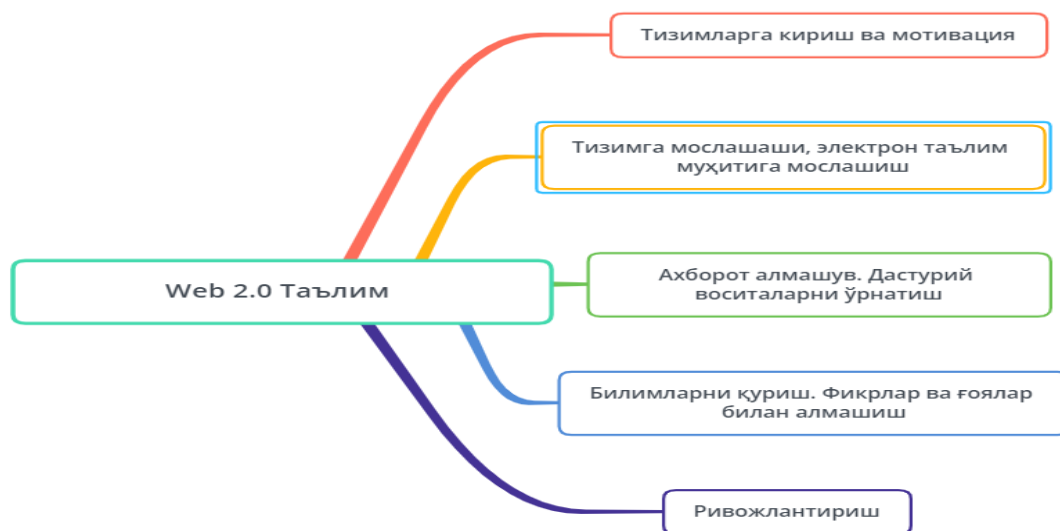 Тизимларга кириш ва мотивация
Тизимга мослашаши, электрон таълим
муҳитига мослашиш
Web 2.0 Таълим
Ахборот алмашув. Дастурий
воситаларни ўрнатиш
Билимларни қуриш. Фикрлар ва ғоялар
билан алмашиш
Ривожлантириш